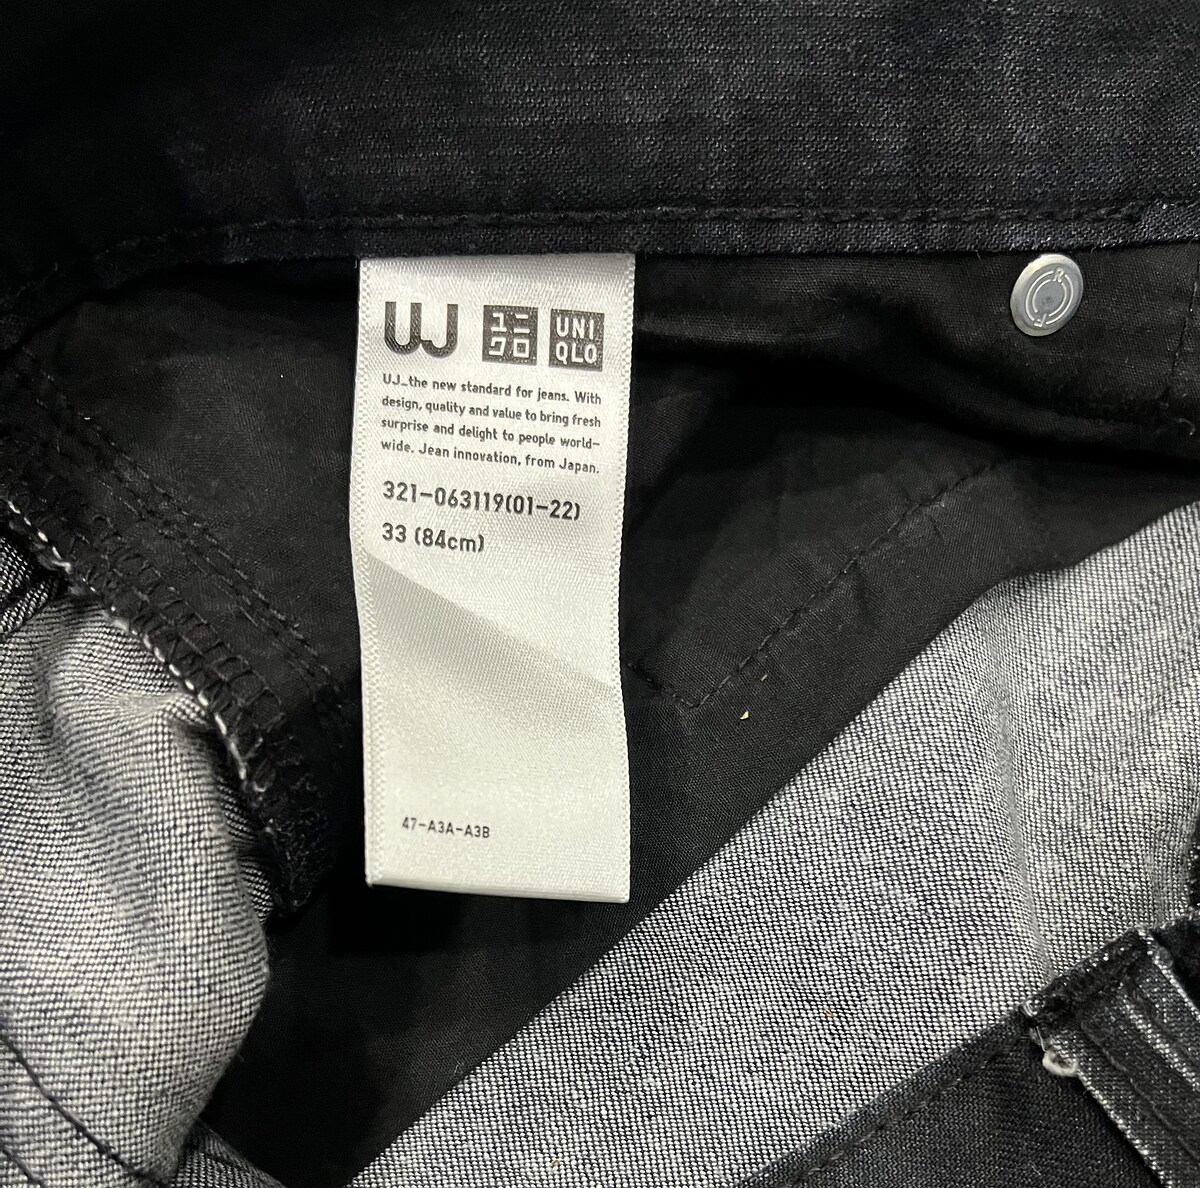 UJ ユニクロ UNIQLO
UJ_the new standard for jeans. With
design, quality and value to bring fresh
surprise and delight to people world-
wide. Jean innovation, from Japan.
321-063119(01-22)
33 (84cm)
47-A3A-A3B